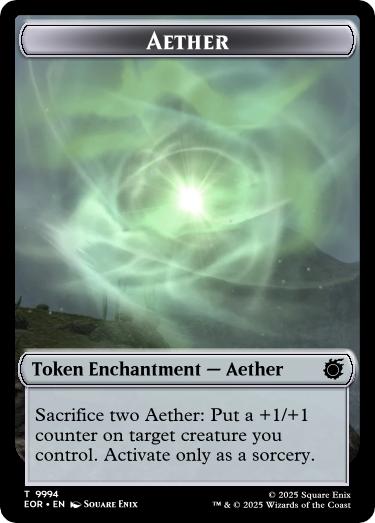 AETHER
Token Enchantment — Aether
Sacrifice two Aether: Put a +1/+1
counter on target creature you
control. Activate only as a sorcery.
T 9994
EOR • EN SQUARE ENIX
© 2025 Square Enix
™ & © 2025 Wizards of the Coast